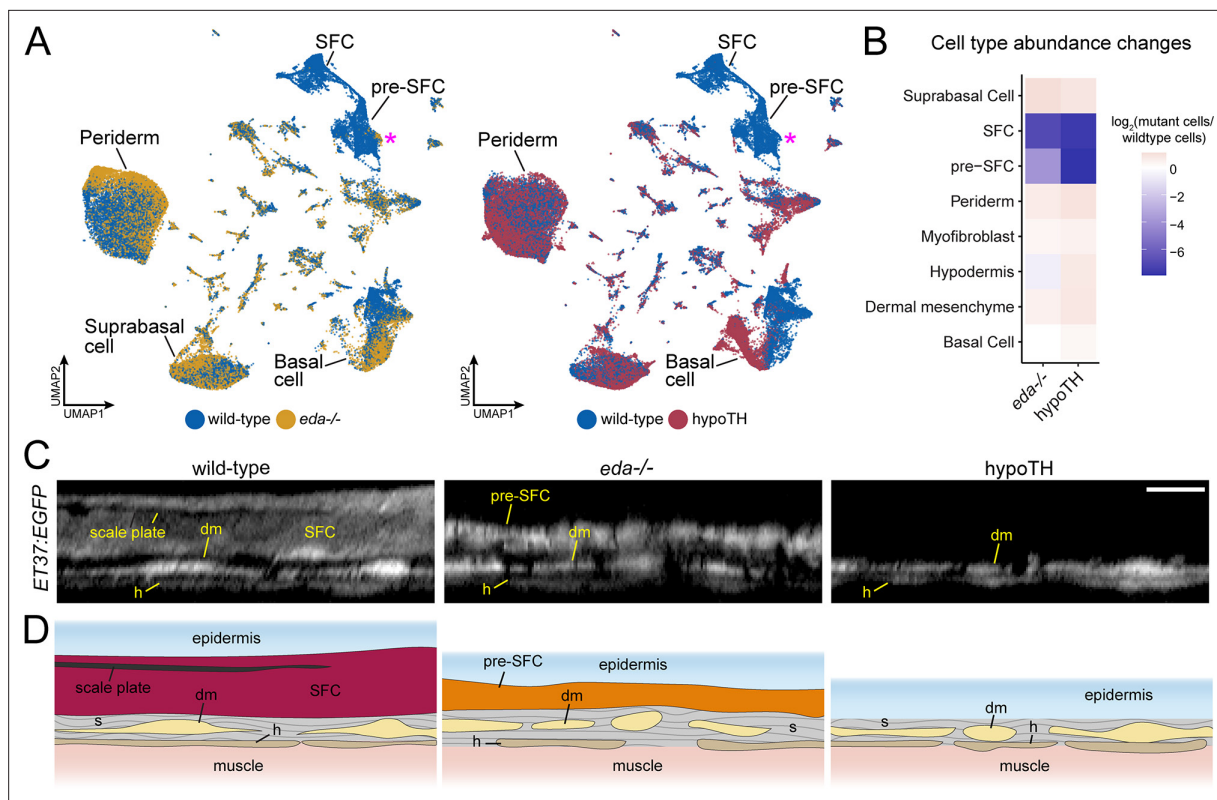 A
SFC
pre-SFC
*
Periderm
Suprabasal
cell
Basal
cell
UMAP2
UMAP1
wild-type
eda-/-
SFC
pre-SFC
*
Periderm
Basal
cell
UMAP2
UMAP1
wild-type
hypoTH
B
Cell type abundance changes
Suprabasal Cell
SFC
pre−SFC
Periderm
Myofibroblast
Hypodermis
Dermal mesenchyme
Basal Cell
eda-/-
hypoTH
log2(mutant cells/
wildtype cells)
0
−2
−4
−6
C
wild-type
eda-/-
hypoTH
ET37:EGFP
scale plate
dm
SFC
h
pre-SFC
dm
h
dm
h
D
epidermis
scale plate
SFC
dm
s
h
muscle
pre-SFC
epidermis
dm
s
h
muscle
epidermis
dm
s
h
muscle